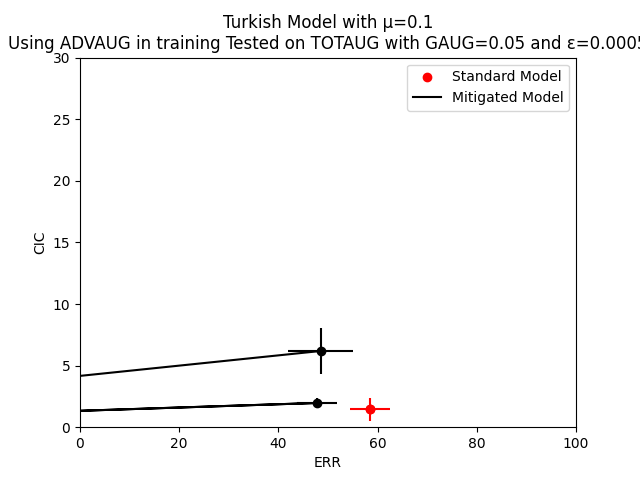 Turkish Model with μ=0.1
Using ADVAUG in training Tested on TOTAUG with GAUG=0.05 and ε=0.0005
Standard Model
Mitigated Model
30
25
20
15
10
5
0
CIC
0 20 40 60 80 100
ERR